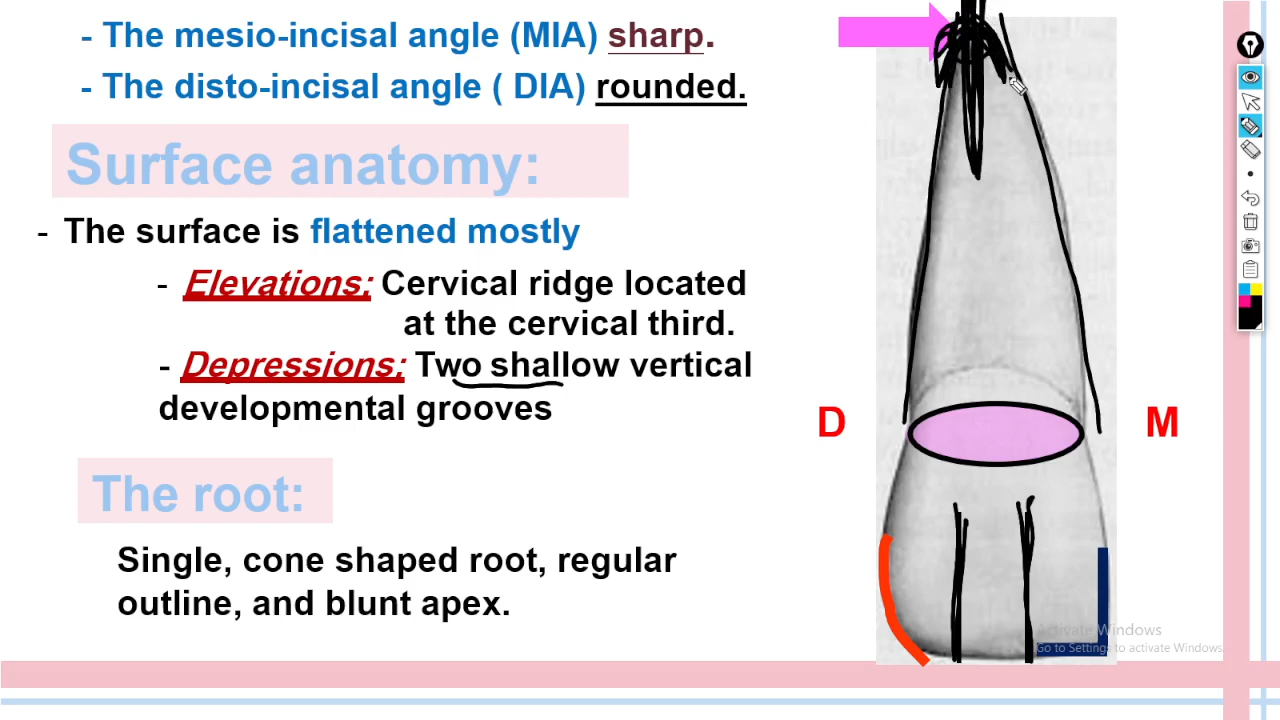 - The mesio-incisal angle (MIA) sharp.
- The disto-incisal angle ( DIA) rounded.
Surface anatomy:
- The surface is flattened mostly
- Elevations: Cervical ridge located
at the cervical third.
- Depressions: Two shallow vertical
developmental grooves
D
M
The root:
Single, cone shaped root, regular
outline, and blunt apex.
Activate Windows
Go to Settings to activate Windows.